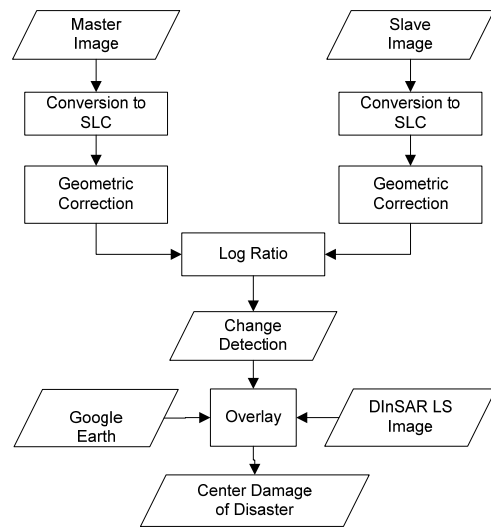 Master
Image
Slave
Image
Conversion to
SLC
Conversion to
SLC
Geometric
Correction
Geometric
Correction
Log Ratio
Change
Detection
Google
Earth
Overlay
DInSAR LS
Image
Center Damage
of Disaster